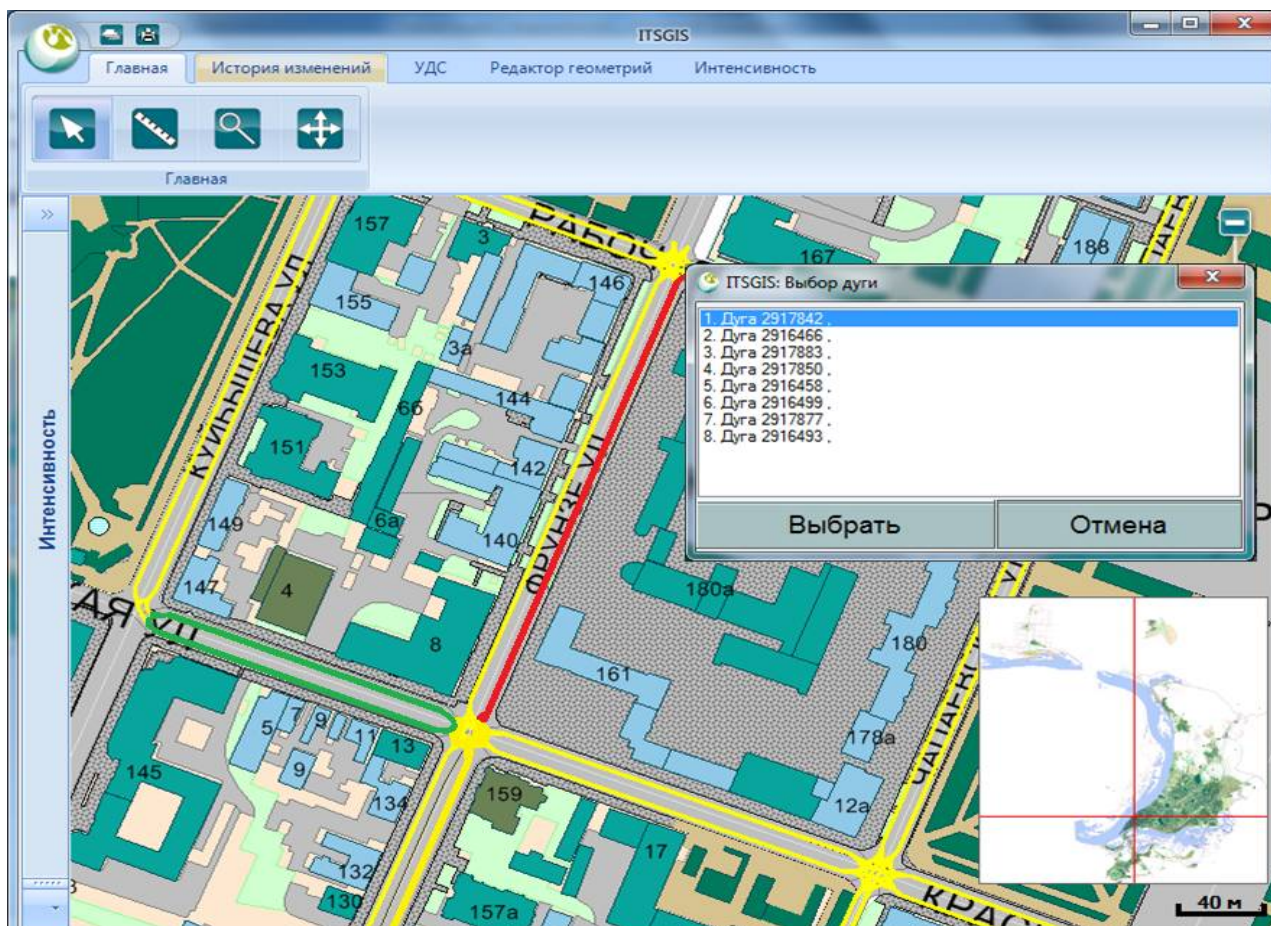 ITSGIS
Главная История изменений УДС Редактор геометрий Интенсивность
Главная
Интенсивность
157
3
155
3а
153
66
151
146
144
142
140
6а
149
147
4
8
КУЙБЫШЕВА УЛ
ФРУНЗЕ УЛ
167
188
ITSGIS: Выбор дуги
1. Дуга 2917842 ,
2. Дуга 2916466 ,
3. Дуга 2917883 ,
4. Дуга 2917850 ,
5. Дуга 2916458 ,
6. Дуга 2916499 ,
7. Дуга 2917877 ,
8. Дуга 2916493 ,
Выбрать Отмена
180а
180
161
178а
12а
КАЯ УЛ
5
7
9
11
13
9
145
134
132
130
159
17
157а
КРАС
40 м